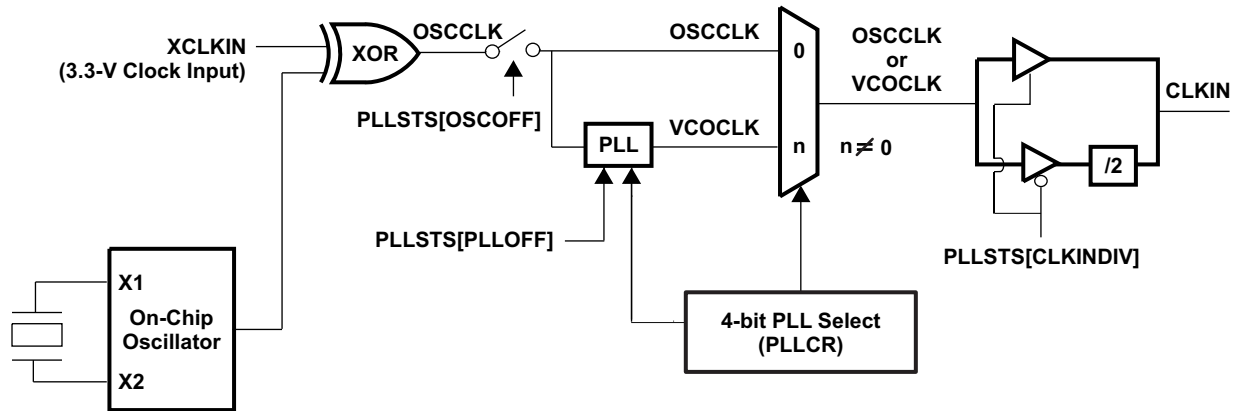 XCLKIN
(3.3-V Clock Input)
XOR
OSCCLK
PLLSTS[OSCOFF]
OSCCLK
0
OSCCLK
or
VCOCLK
CLKIN
PLL
VCOCLK
n
n ≠ 0
/2
PLLSTS[PLLOFF]
PLLSTS[CLKINDIV]
X1
On-Chip
Oscillator
X2
4-bit PLL Select
(PLLCR)